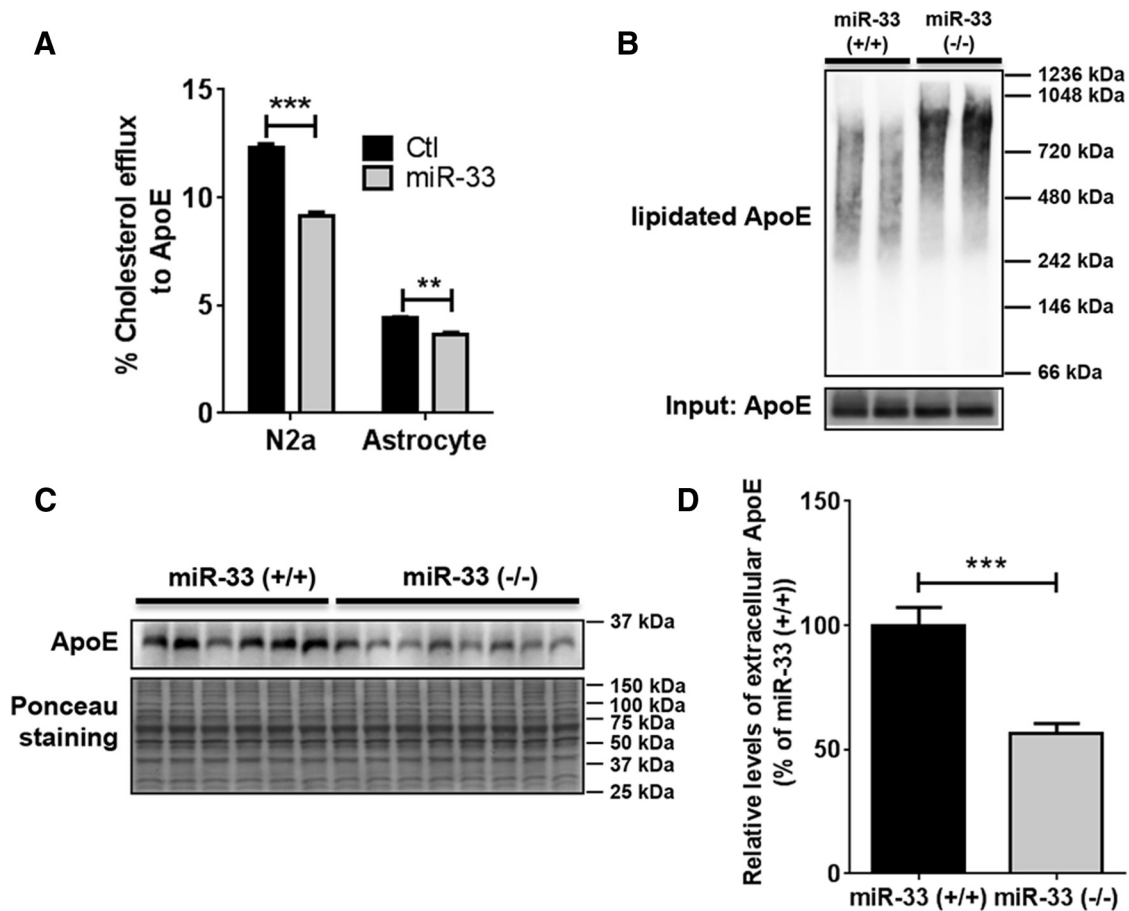 A
% Cholesterol efflux
to ApoE
15
10
5
0
***
**
Ctl
miR-33
N2a
Astrocyte
B
miR-33
(+/+)
miR-33
(-/-)
lipidated ApoE
1236 kDa
1048 kDa
720 kDa
480 kDa
242 kDa
146 kDa
66 kDa
Input: ApoE
C
miR-33 (+/+)
miR-33 (-/-)
ApoE
37 kDa
Ponceau
staining
150 kDa
100 kDa
75 kDa
50 kDa
37 kDa
25 kDa
D
Relative levels of extracellular ApoE
(% of miR-33 (+/+))
150
100
50
0
***
miR-33 (+/+)
miR-33 (-/-)